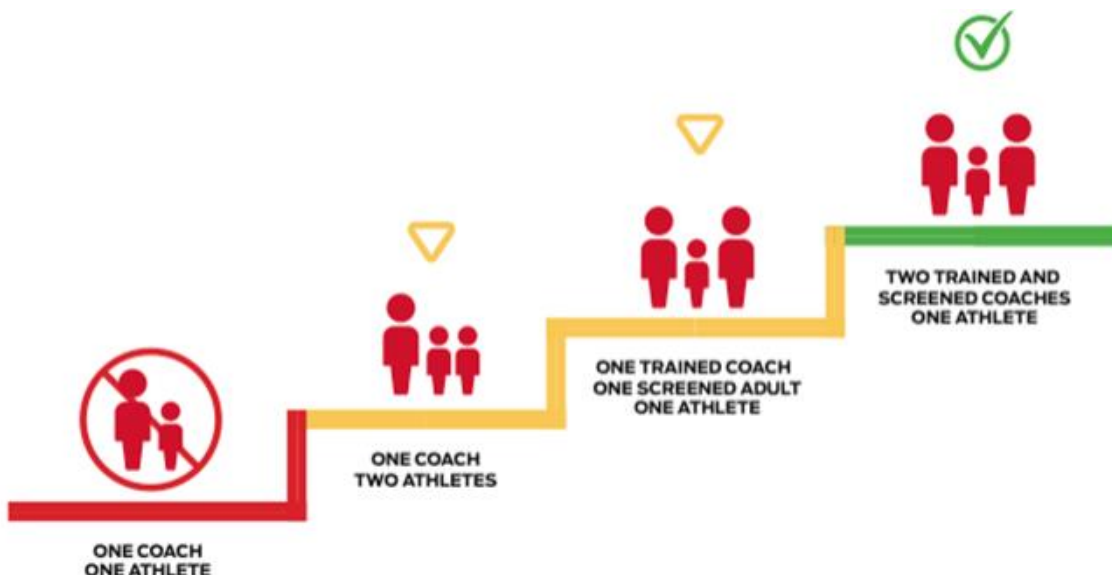 ONE COACH
ONE ATHLETE
ONE COACH
TWO ATHLETES
ONE TRAINED COACH
ONE SCREENED ADULT
ONE ATHLETE
TWO TRAINED AND
SCREENED COACHES
ONE ATHLETE